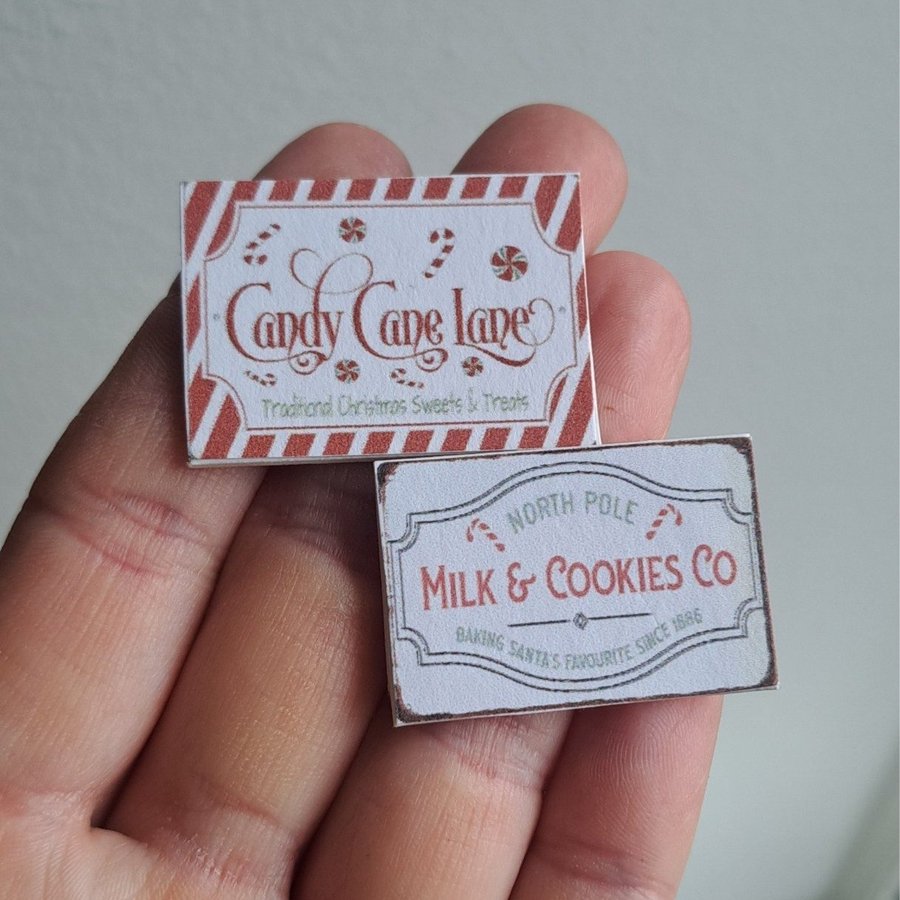 Candy Cane Lane
Traditional Christmas Sweets & Treats
NORTH POLE
MILK & COOKIES CO
BAKING SANTA'S FAVOURITE SINCE 1886